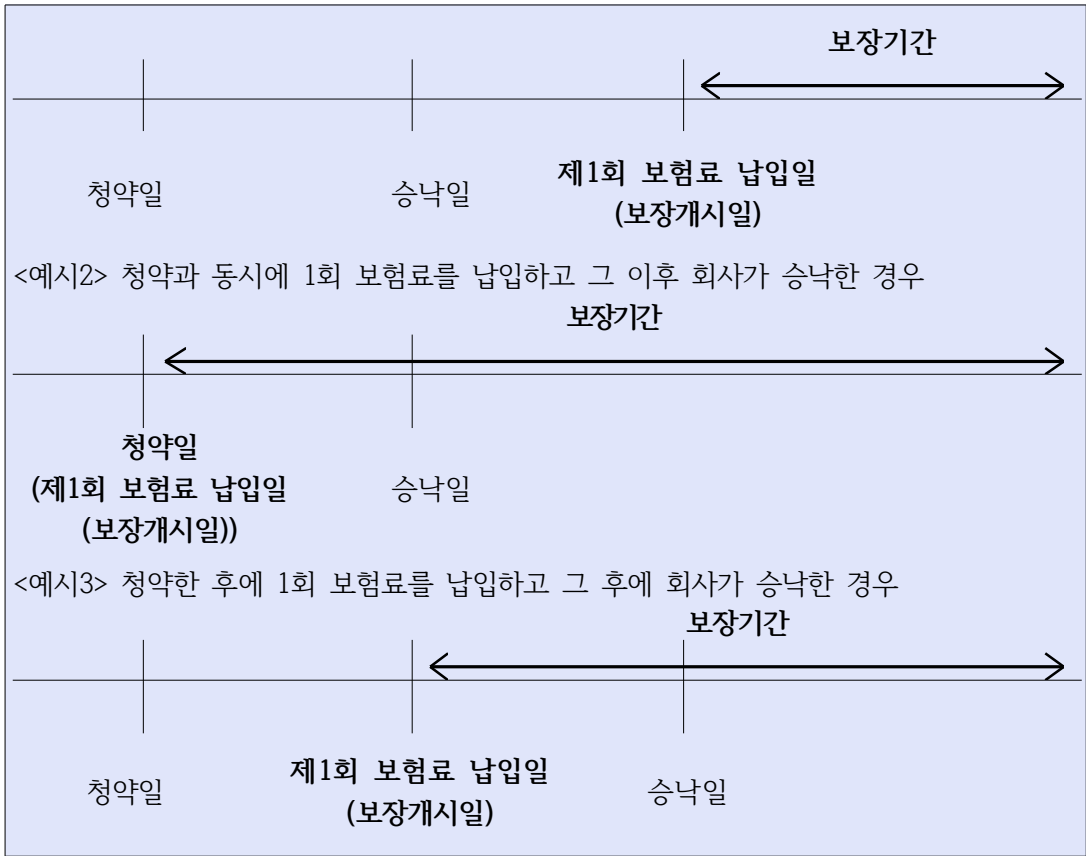 보장기간
청약일 승낙일 제1회 보험료 납입일
(보장개시일)
<예시2> 청약과 동시에 1회 보험료를 납입하고 그 이후 회사가 승낙한 경우
보장기간
청약일
(제1회 보험료 납입일 승낙일
(보장개시일))
<예시3> 청약한 후에 1회 보험료를 납입하고 그 후에 회사가 승낙한 경우
보장기간
청약일 제1회 보험료 납입일 승낙일
(보장개시일)